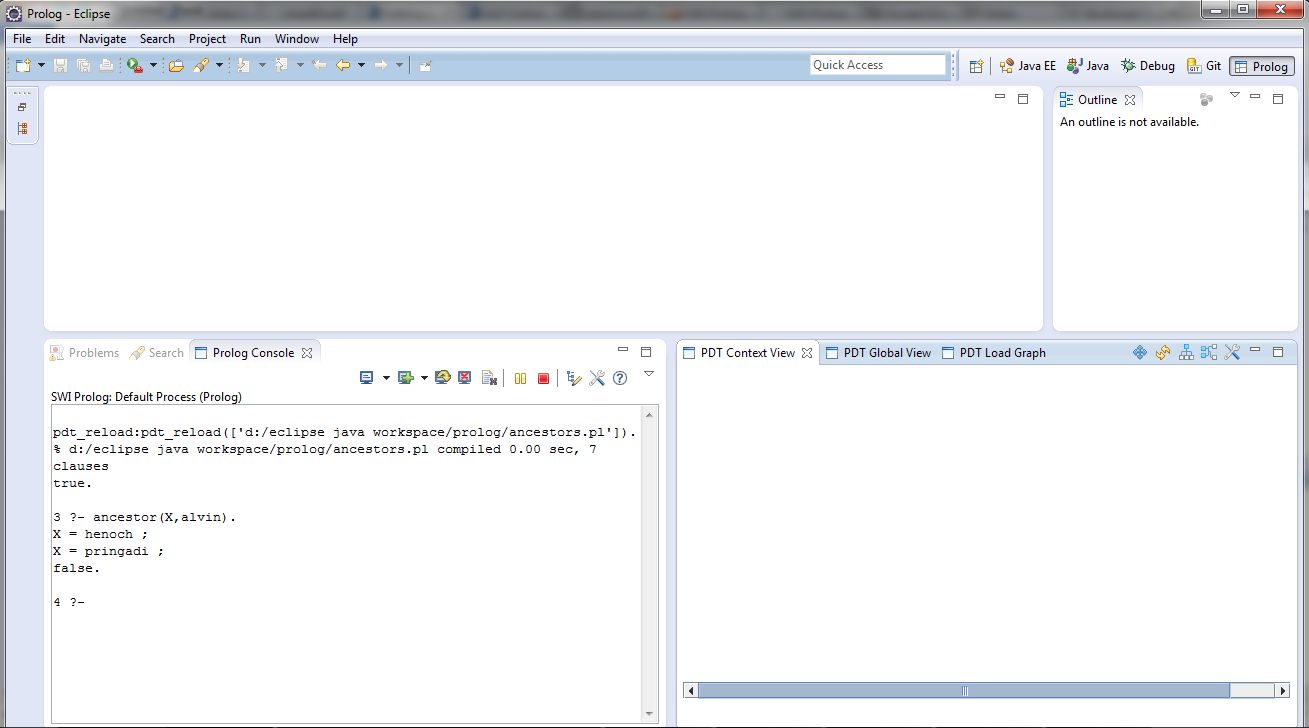 Prolog - Eclipse
File Edit Navigate Search Project Run Window Help
Quick Access
Java EE Java Debug Git Prolog
Outline
An outline is not available.
Problems Search Prolog Console
SWI Prolog: Default Process (Prolog)
pdt_reload:pdt_reload(['d:/eclipse java workspace/prolog/ancestors.pl']).
% d:/eclipse java workspace/prolog/ancestors.pl compiled 0.00 sec, 7
clauses
true.
3 ?- ancestor(X,alvin).
X = henoch ;
X = pringadi ;
false.
4 ?-
PDT Context View PDT Global View PDT Load Graph